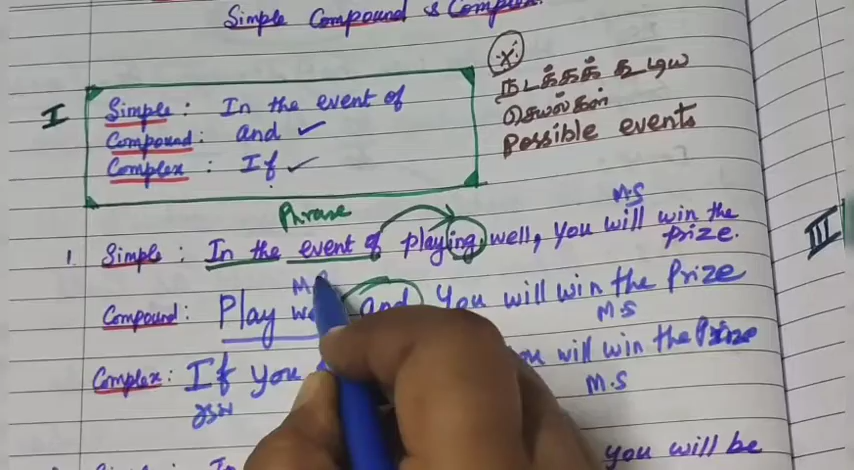 Simple Compound & Complex.
I
Simple: In the event of
Compound: and ✓
Complex: If ✓
நடக்கக் கூடிய
செயல்கள்
Possible events
Phrase
M.S
1. Simple: In the event of playing well, you will win the
prize.
M.S
Compound: Play and you will win the Prize
M.S
Complex: If you will win the Prize
M.S
III
you will be